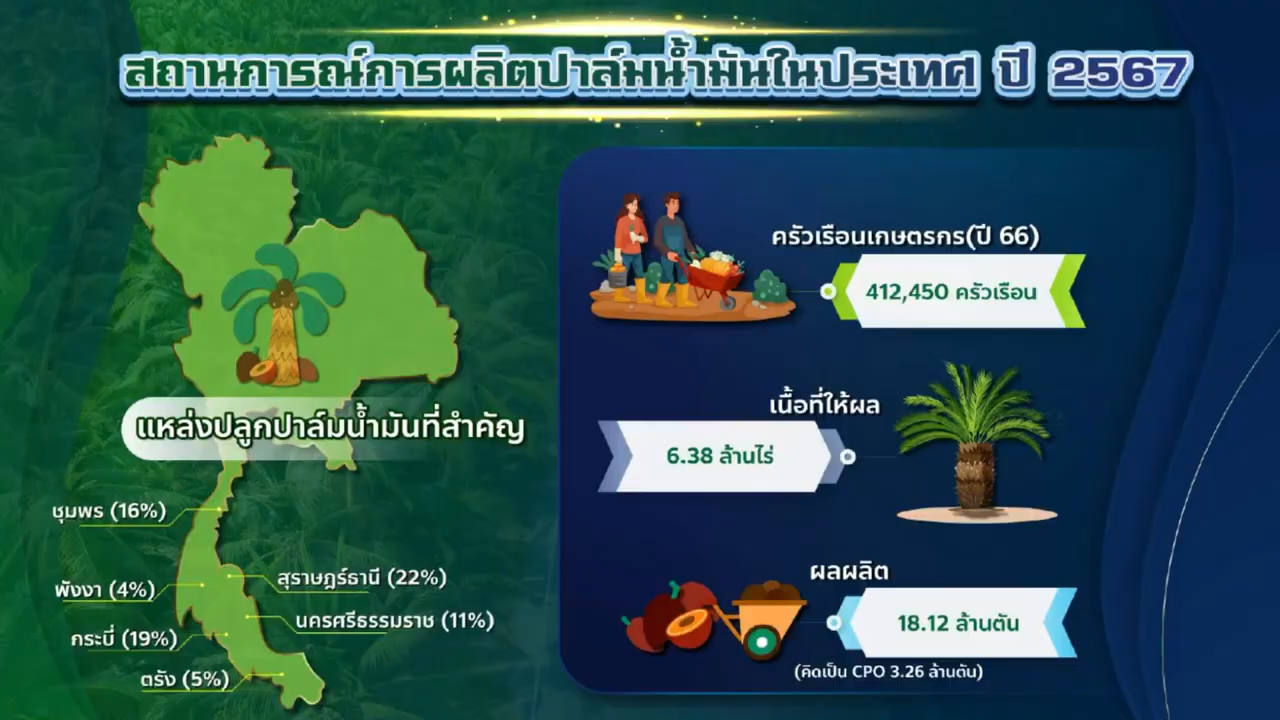 สถานการณ์การผลิตปาล์มน้ำมันในประเทศ ปี 2567
แหล่งปลูกปาล์มน้ำมันที่สำคัญ
ชุมพร (16%)
พังงา (4%)
กระบี่ (19%)
ตรัง (5%)
สุราษฎร์ธานี (22%)
นครศรีธรรมราช (11%)
ครัวเรือนเกษตรกร(ปี 66)
412,450 ครัวเรือน
เนื้อที่ให้ผล
6.38 ล้านไร่
ผลผลิต
18.12 ล้านตัน
(คิดเป็น CPO 3.26 ล้านตัน)